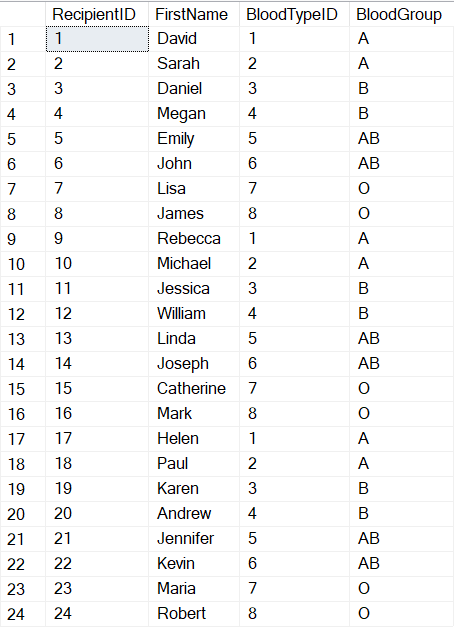 RecipientID FirstName BloodTypeID BloodGroup
1 1 David 1 A
2 2 Sarah 2 A
3 3 Daniel 3 B
4 4 Megan 4 B
5 5 Emily 5 AB
6 6 John 6 AB
7 7 Lisa 7 O
8 8 James 8 O
9 9 Rebecca 1 A
10 10 Michael 2 A
11 11 Jessica 3 B
12 12 William 4 B
13 13 Linda 5 AB
14 14 Joseph 6 AB
15 15 Catherine 7 O
16 16 Mark 8 O
17 17 Helen 1 A
18 18 Paul 2 A
19 19 Karen 3 B
20 20 Andrew 4 B
21 21 Jennifer 5 AB
22 22 Kevin 6 AB
23 23 Maria 7 O
24 24 Robert 8 O